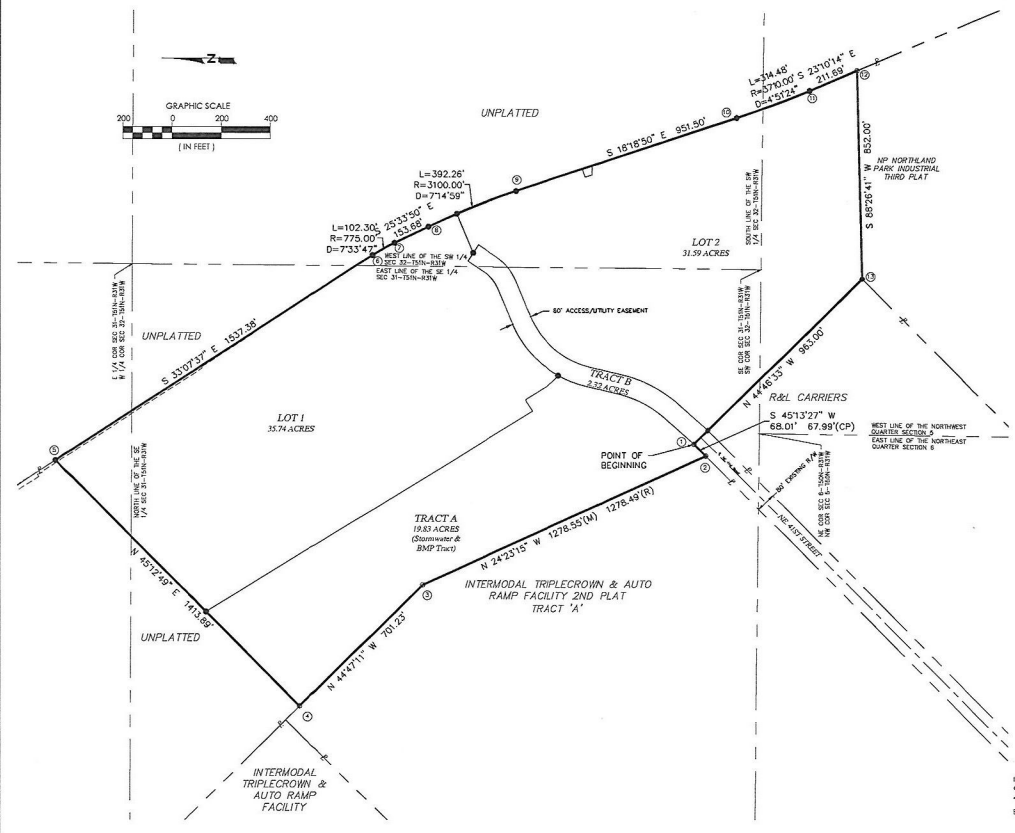 Z
GRAPHIC SCALE
200 0 200 400
( IN FEET )
UNPLATTED
L=314.48'
R=3710.00'
D=4°51'24"
S 23°10'14" E
211.69'
12
11
10
S 18°18'50" E 951.50'
S 88°26'41" W 852.00'
NP NORTHLAND
PARK INDUSTRIAL
THIRD PLAT
L=392.26'
R=3100.00'
D=7°14'59"
9
S 25°33'50" E
153.68'
L=102.30'
R=775.00'
D=7°33'47"
8
7
6
WEST LINE OF THE SW 1/4
SEC 32-T51N-R31W
EAST LINE OF THE SE 1/4
SEC 31-T51N-R31W
SOUTH LINE OF THE SW
1/4 SEC 32-T51N-R31W
LOT 2
31.59 ACRES
E 1/4 COR SEC 31-T51N-R31W
W 1/4 COR SEC 32-T51N-R31W
SE COR SEC 31-T51N-R31W
SW COR SEC 32-T51N-R31W
13
UNPLATTED
S 33°07'37" E 1537.38'
60' ACCESS/UTILITY EASEMENT
N 44°46'33" W 963.00'
TRACT B
2.32 ACRES
R&L CARRIERS
S 45°13'27" W
68.01' 67.99'(CP)
LOT 1
35.74 ACRES
WEST LINE OF THE NORTHWEST
QUARTER SECTION 5
EAST LINE OF THE NORTHEAST
QUARTER SECTION 6
1
2
POINT OF
BEGINNING
5
NORTH LINE OF THE SE
1/4 SEC 31-T51N-R31W
80' EXISTING R/W
NE COR SEC 6-T50N-R31W
NW COR SEC 5-T50N-R31W
NE 41ST STREET
TRACT A
19.83 ACRES
(Stormwater &
BMP Tract)
N 24°23'15" W 1278.55'(M) 1278.49'(R)
N 45°12'49" E 1413.89'
3
INTERMODAL TRIPLECROWN & AUTO
RAMP FACILITY 2ND PLAT
TRACT 'A'
UNPLATTED
N 44°47'11" W 701.23'
4
INTERMODAL
TRIPLECROWN &
AUTO RAMP
FACILITY